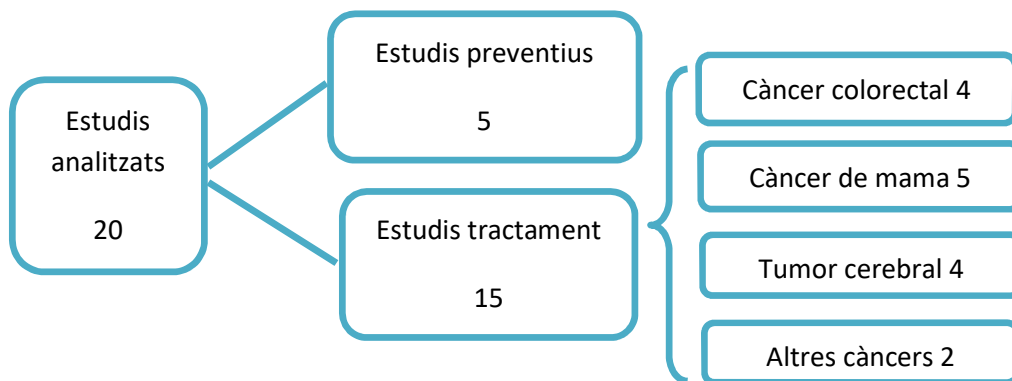 Estudis
analitzats
20
Estudis preventius
5
Estudis tractament
15
Càncer colorectal 4
Càncer de mama 5
Tumor cerebral 4
Altres càncers 2